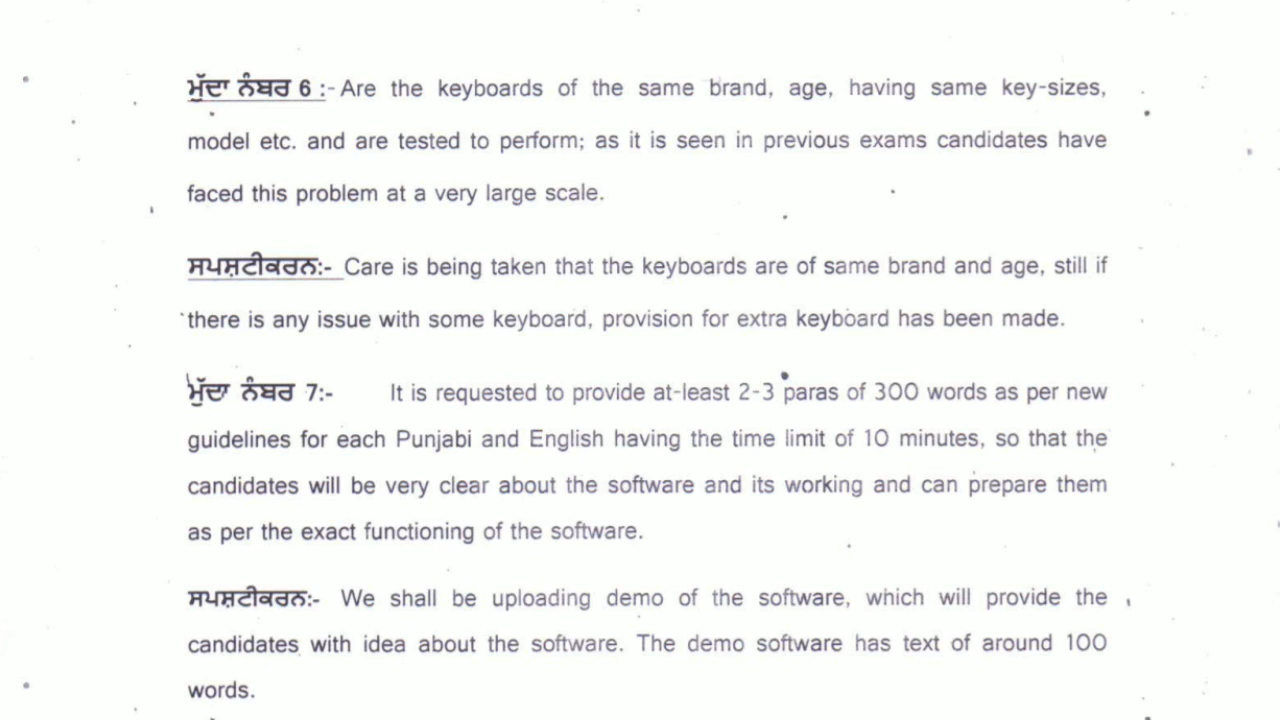 ਮੁੱਦਾ ਨੰਬਰ 6 :- Are the keyboards of the same brand, age, having same key-sizes,
model etc. and are tested to perform; as it is seen in previous exams candidates have
faced this problem at a very large scale.
ਸਪਸ਼ਟੀਕਰਨ:- Care is being taken that the keyboards are of same brand and age, still if
there is any issue with some keyboard, provision for extra keyboard has been made.
ਮੁੱਦਾ ਨੰਬਰ 7:- It is requested to provide at-least 2-3 paras of 300 words as per new
guidelines for each Punjabi and English having the time limit of 10 minutes, so that the
candidates will be very clear about the software and its working and can prepare them
as per the exact functioning of the software.
ਸਪਸ਼ਟੀਕਰਨ:- We shall be uploading demo of the software, which will provide the
candidates with idea about the software. The demo software has text of around 100
words.